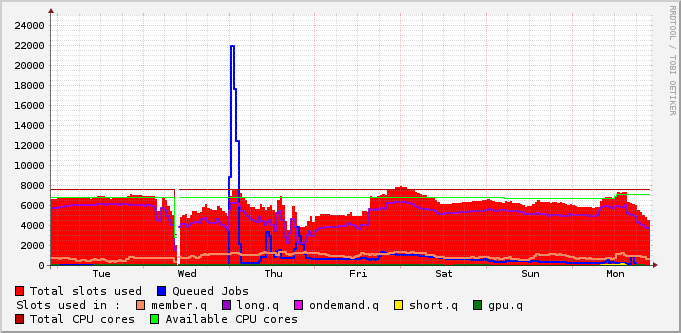 24000
22000
20000
18000
16000
14000
12000
10000
8000
6000
4000
2000
0
Tue Wed Thu Fri Sat Sun Mon
RRDTOOL / TOBI OETIKER
Total slots used Queued Jobs
Slots used in : member.q long.q ondemand.q short.q gpu.q
Total CPU cores Available CPU cores